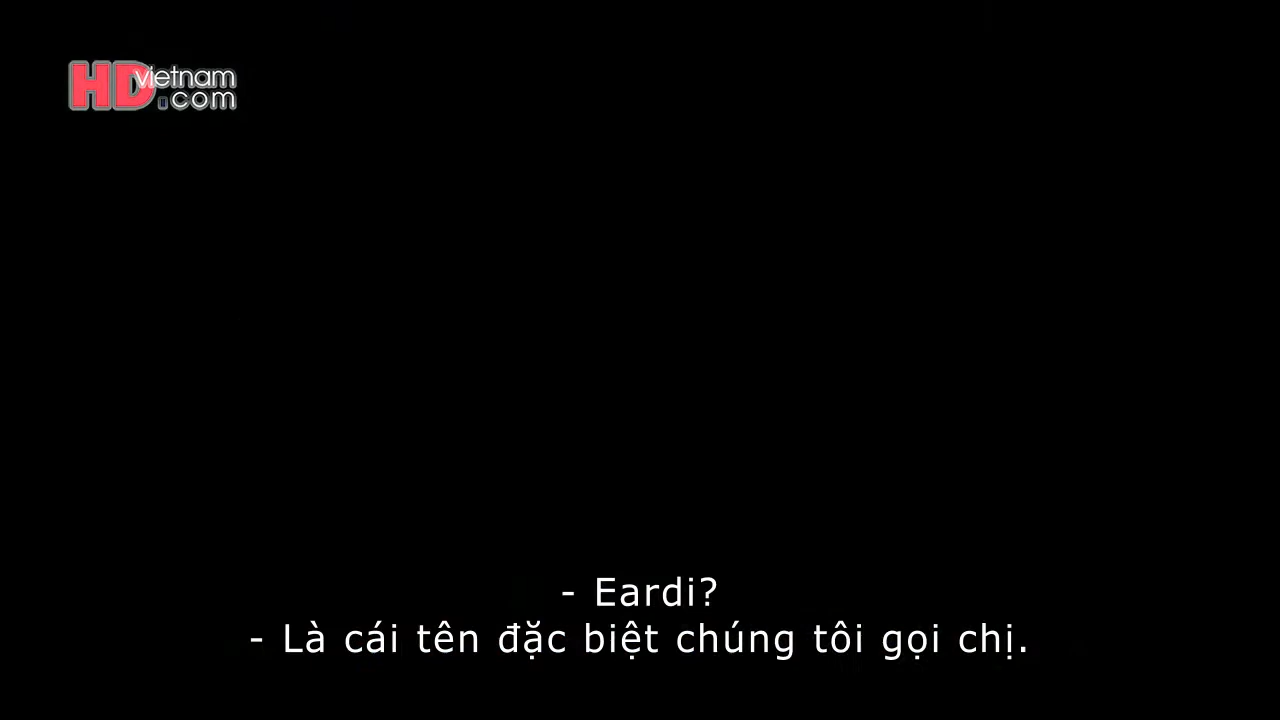 HDvietnam
.com
- Eardi?
- Là cái tên đặc biệt chúng tôi gọi chị.